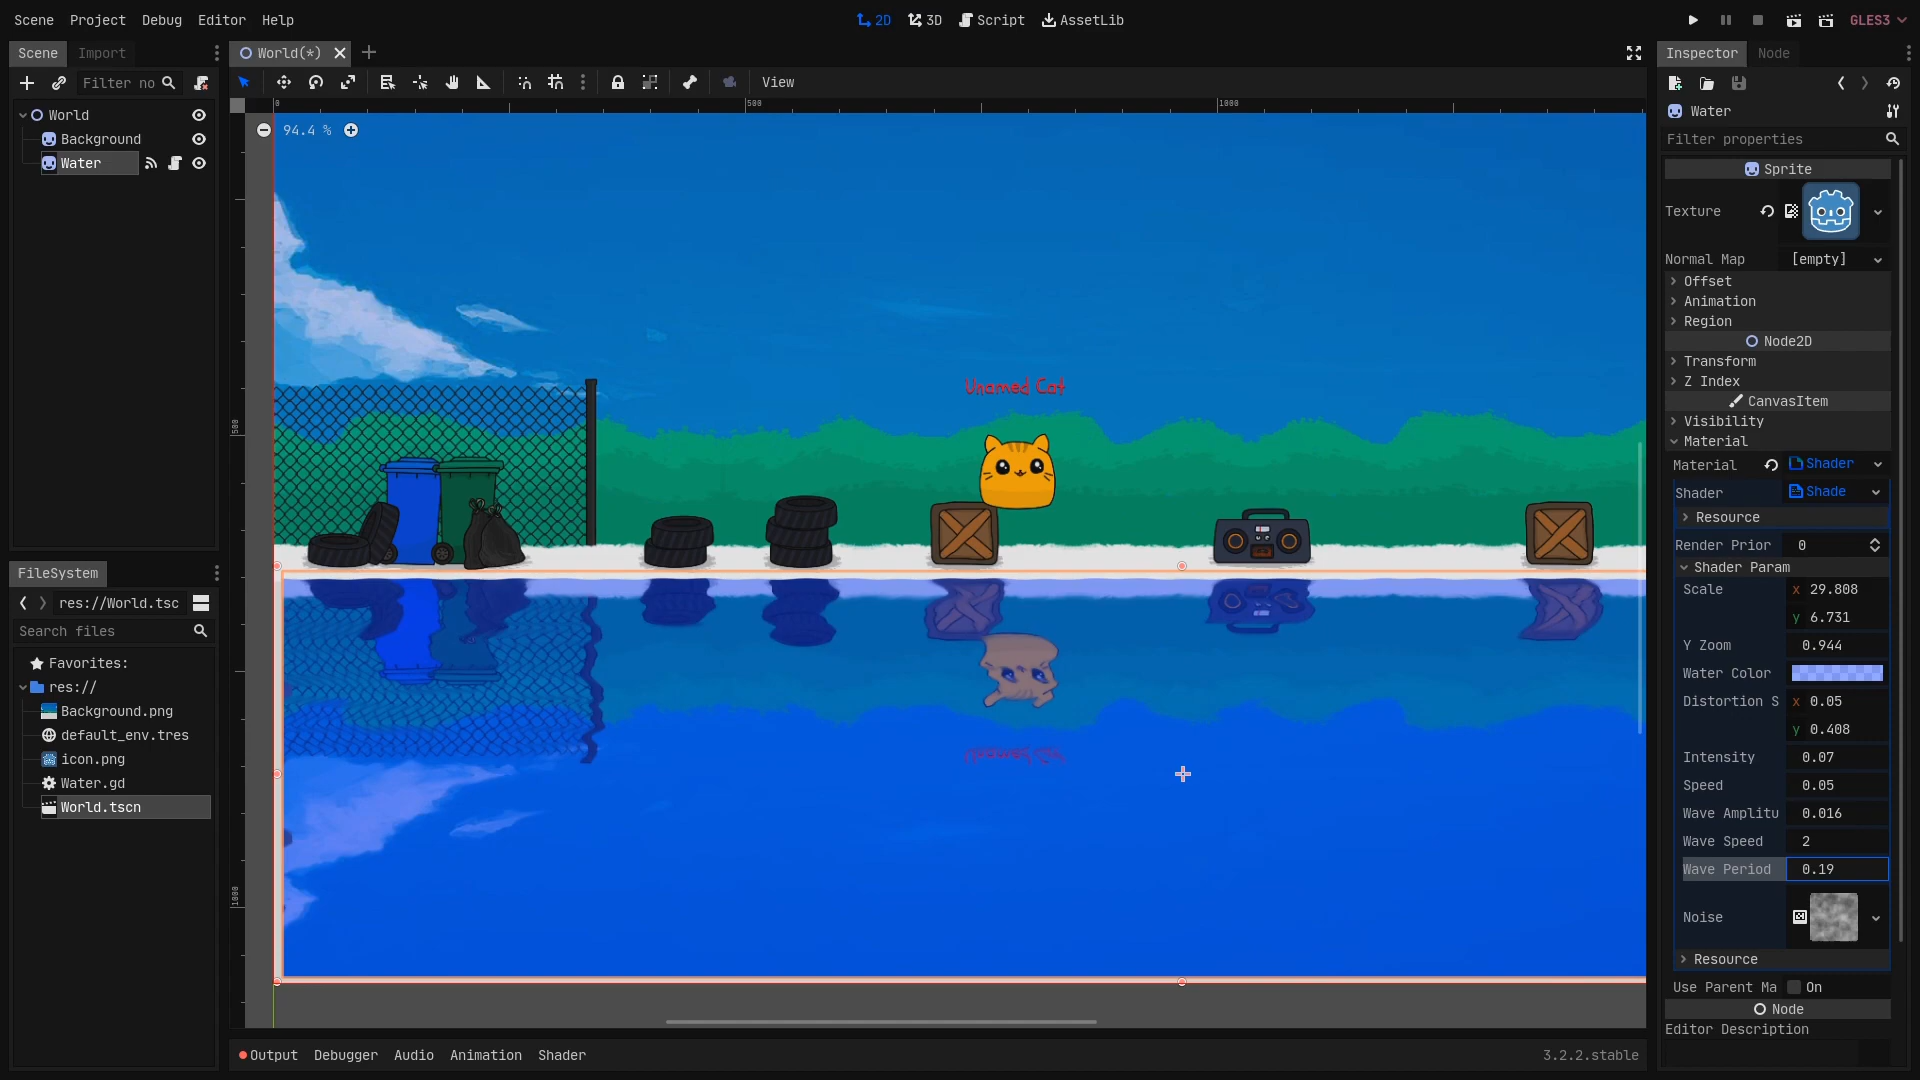 Scene Project Debug Editor Help
2D 3D Script AssetLib
GLES3
Scene Import
World(*)
Inspector Node
Filter no
View
World
Background
Water
0 500 1000
94.4 %
500
1000
Unamed Cat
FileSystem
res://World.tsc
Search files
Favorites:
res://
Background.png
default_env.tres
icon.png
Water.gd
World.tscn
Output Debugger Audio Animation Shader
3.2.2.stable
Water
Filter properties
Sprite
Texture
Normal Map [empty]
Offset
Animation
Region
Node2D
Transform
Z Index
CanvasItem
Visibility
Material
Material Shader
Shader Shade
Resource
Render Prior 0
Shader Param
Scale x 29.808
y 6.731
Y Zoom 0.944
Water Color
Distortion S x 0.05
y 0.408
Intensity 0.07
Speed 0.05
Wave Amplitu 0.016
Wave Speed 2
Wave Period 0.19
Noise
Resource
Use Parent Ma On
Node
Editor Description